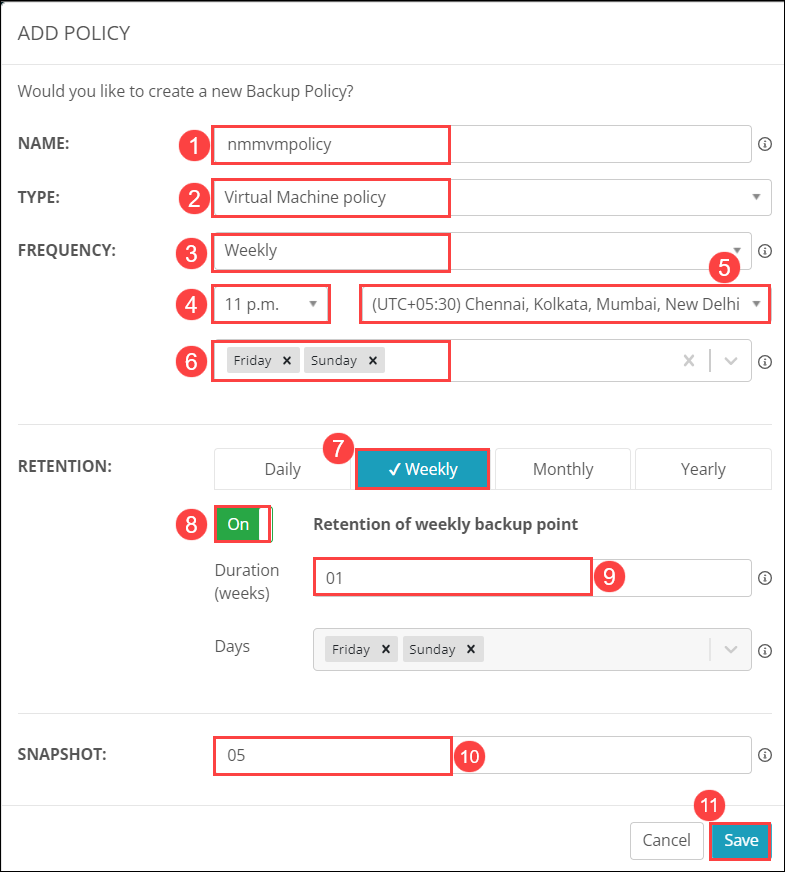 ADD POLICY
Would you like to create a new Backup Policy?
NAME: 1 nmmvmpolicy
TYPE: 2 Virtual Machine policy
FREQUENCY: 3 Weekly
5
4 11 p.m. (UTC+05:30) Chennai, Kolkata, Mumbai, New Delhi
6 Friday × Sunday ×
RETENTION: Daily 7 ✓ Weekly Monthly Yearly
8 On Retention of weekly backup point
Duration
(weeks) 01 9
Days Friday × Sunday ×
SNAPSHOT: 05 10
11
Cancel Save